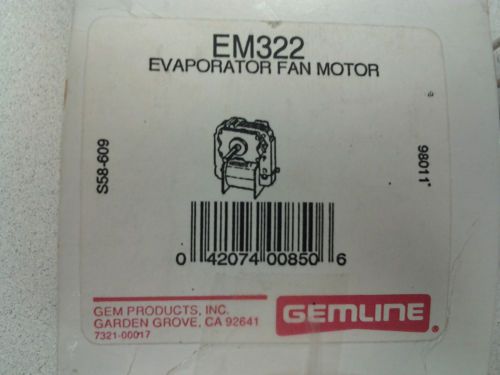 EM322
EVAPORATOR FAN MOTOR
S58-609
98011"
0 42074 00850 6
GEM PRODUCTS, INC.
GARDEN GROVE, CA 92641
7321-00017
GEMLINE®